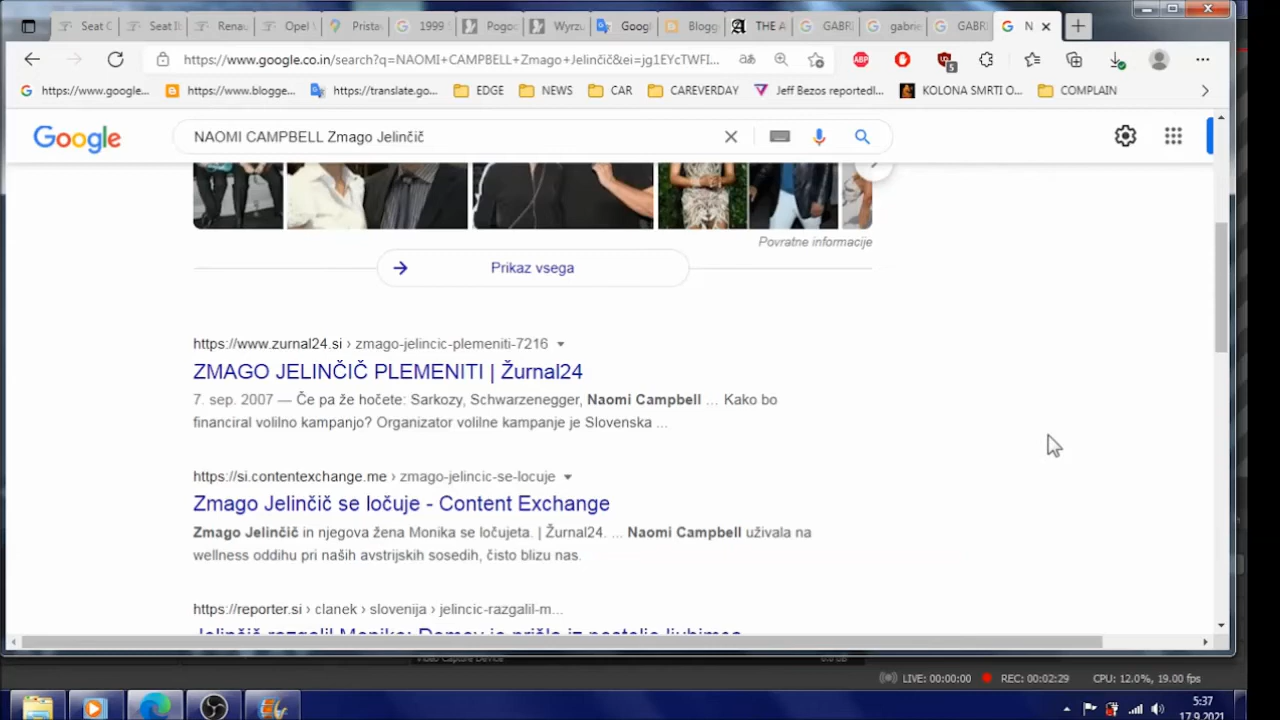 Seat C
Seat Ib
Renau
Opel
Prista
1999
Pogoc
Wyrzu
Googl
Blogg
THE A
GABRI
gabrie
GABR
N
https://www.google.co.in/search?q=NAOMI+CAMPBELL+Zmago+Jelinčič&ei=jg1EYcTWFI...
https://www.google...
https://www.blogge...
https://translate.go...
EDGE
NEWS
CAR
CAREVERDAY
Jeff Bezos reportedl...
KOLONA SMRTI O...
COMPLAIN
Google
NAOMI CAMPBELL Zmago Jelinčič
Povratne informacije
Prikaz vsega
https://www.zurnal24.si › zmago-jelincic-plemeniti-7216
ZMAGO JELINČIČ PLEMENITI | Žurnal24
7. sep. 2007 — Če pa že hočete: Sarkozy, Schwarzenegger, Naomi Campbell ... Kako bo
financiral volilno kampanjo? Organizator volilne kampanje je Slovenska ...
https://si.contentexchange.me › zmago-jelincic-se-locuje
Zmago Jelinčič se ločuje - Content Exchange
Zmago Jelinčič in njegova žena Monika se ločujeta. | Žurnal24. ... Naomi Campbell uživala na
wellness oddihu pri naših avstrijskih sosedih, čisto blizu nas.
https://reporter.si › clanek › slovenija › jelincic-razgalil-m...
LIVE: 00:00:00
REC: 00:02:29
CPU: 12.0%, 19.00 fps
5:37
17.9.2021